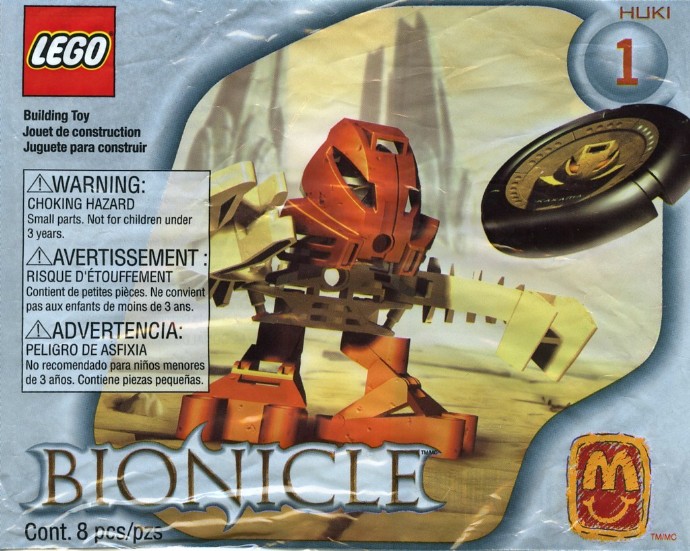 LEGO
HUKI
1
Building Toy
Jouet de construction
Juguete para construir
⚠WARNING:
CHOKING HAZARD
Small parts. Not for children under
3 years.
⚠AVERTISSEMENT :
RISQUE D'ÉTOUFFEMENT
Contient de petites pièces. Ne convient
pas aux enfants de moins de 3 ans.
⚠ADVERTENCIA:
PELIGRO DE ASFIXIA
No recomendado para niños menores
de 3 años. Contiene piezas pequeñas.
BIONICLE
TM/MC
Cont. 8 pcs/pzs
M
TM/MC